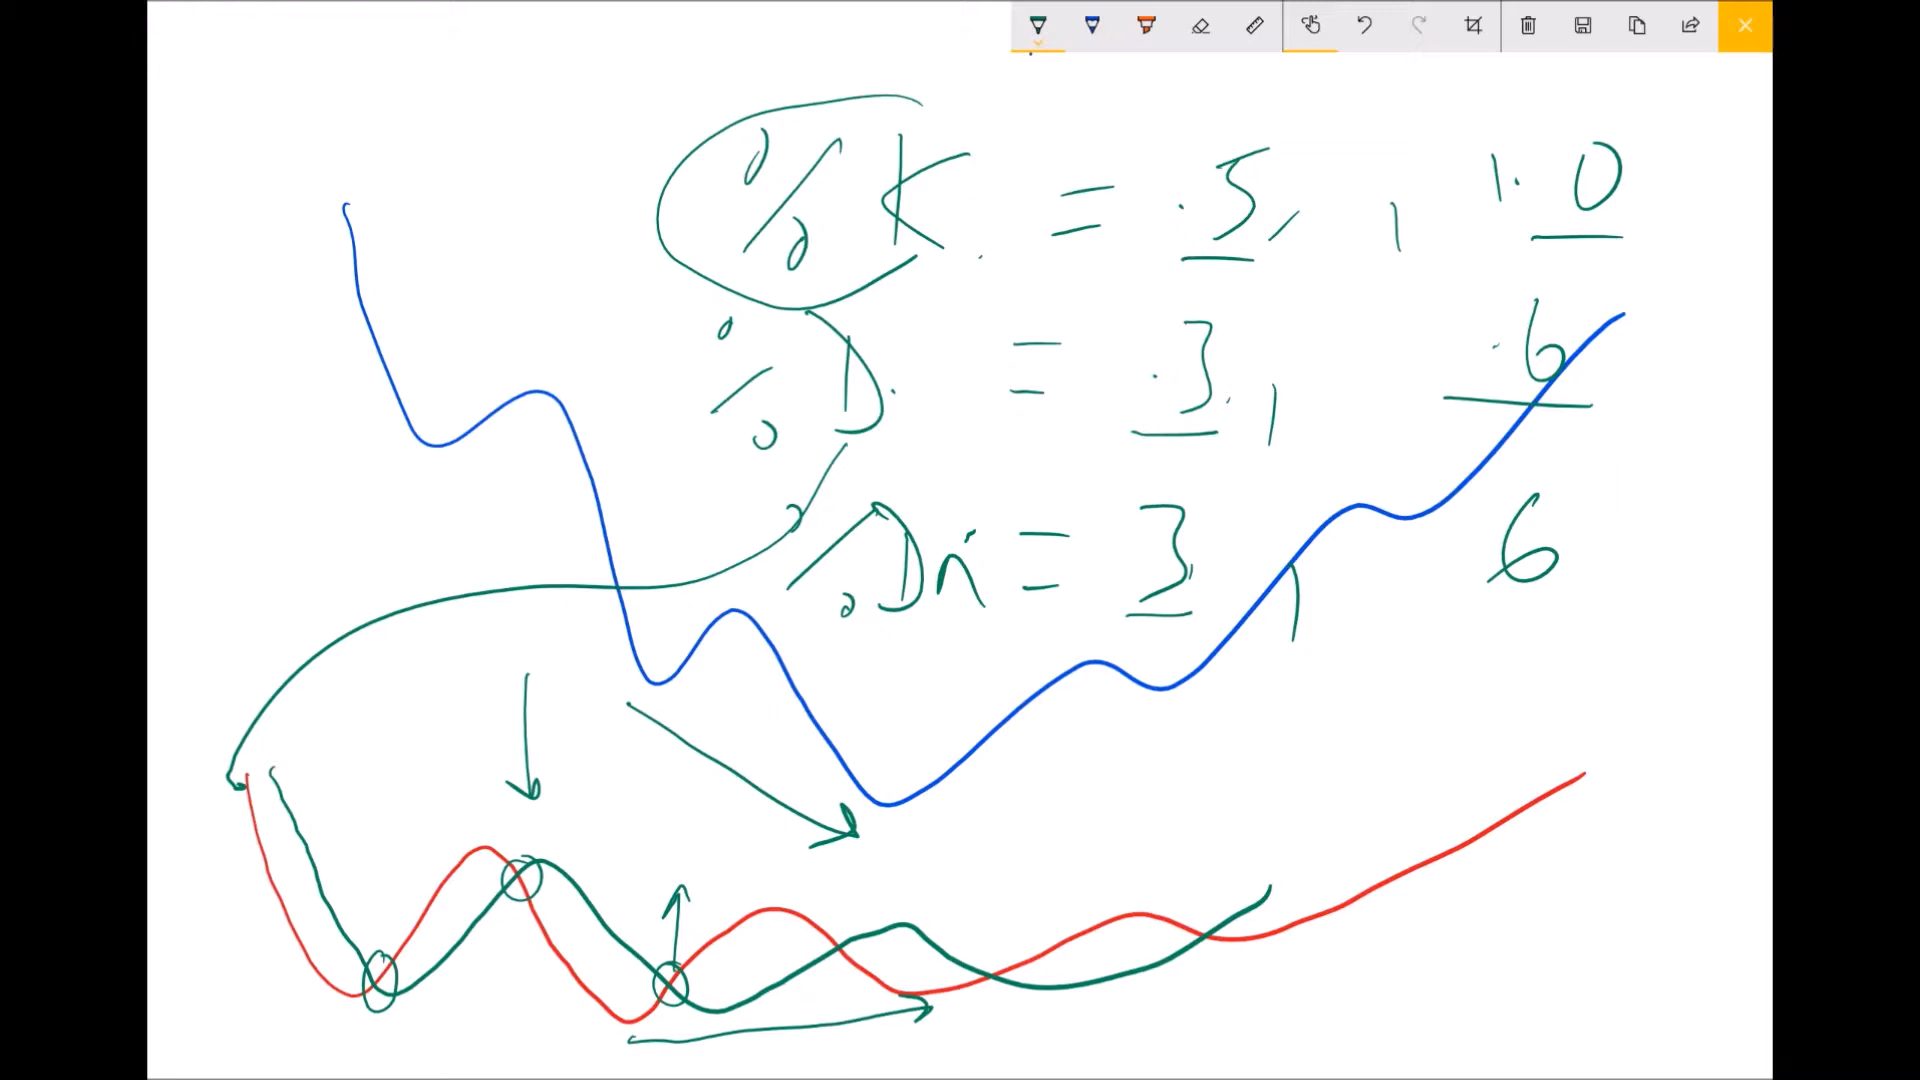 %K = .5, , 1.0
%D. = .3, .6
%Dn = 3, 6